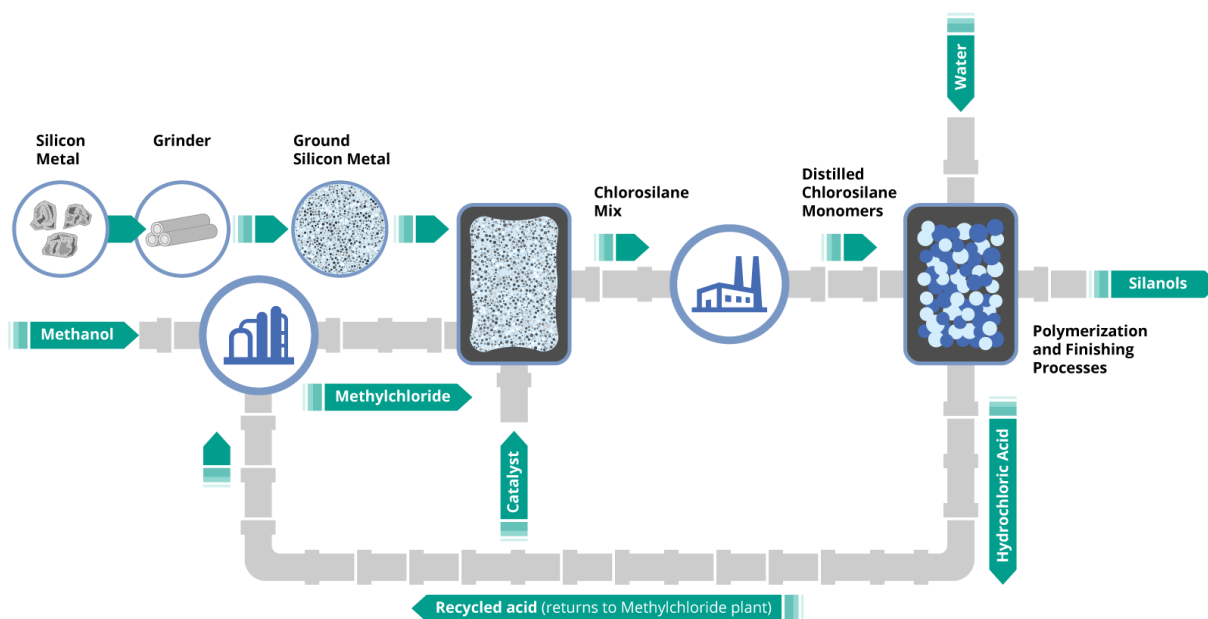 Water
Silicon
Metal
Grinder
Ground
Silicon Metal
Chlorosilane
Mix
Distilled
Chlorosilane
Monomers
Silanols
Methanol
Polymerization
and Finishing
Processes
Methylchloride
Catalyst
Hydrochloric Acid
Recycled acid (returns to Methylchloride plant)